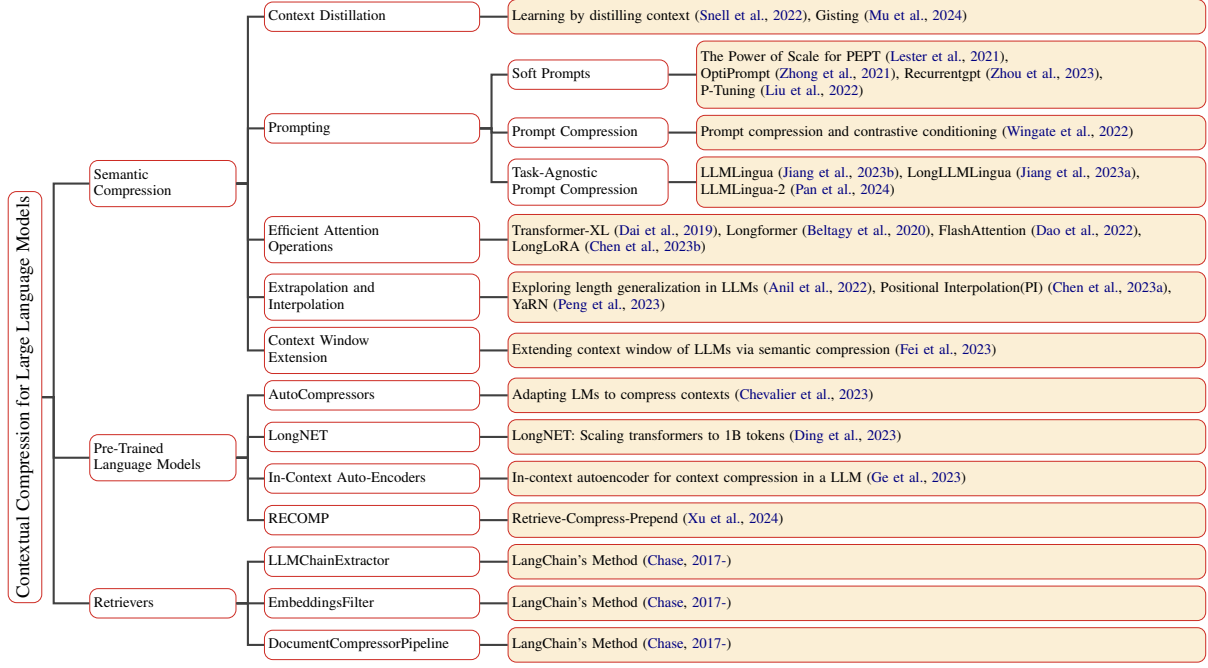 Contextual Compression for Large Language Models
Semantic
Compression
Context Distillation
Learning by distilling context (Snell et al., 2022), Gisting (Mu et al., 2024)
Prompting
Soft Prompts
The Power of Scale for PEPT (Lester et al., 2021),
OptiPrompt (Zhong et al., 2021), Recurrentgpt (Zhou et al., 2023),
P-Tuning (Liu et al., 2022)
Prompt Compression
Prompt compression and contrastive conditioning (Wingate et al., 2022)
Task-Agnostic
Prompt Compression
LLMLingua (Jiang et al., 2023b), LongLLMLingua (Jiang et al., 2023a),
LLMLingua-2 (Pan et al., 2024)
Efficient Attention
Operations
Transformer-XL (Dai et al., 2019), Longformer (Beltagy et al., 2020), FlashAttention (Dao et al., 2022),
LongLoRA (Chen et al., 2023b)
Extrapolation and
Interpolation
Exploring length generalization in LLMs (Anil et al., 2022), Positional Interpolation(PI) (Chen et al., 2023a),
YaRN (Peng et al., 2023)
Context Window
Extension
Extending context window of LLMs via semantic compression (Fei et al., 2023)
Pre-Trained
Language Models
AutoCompressors
Adapting LMs to compress contexts (Chevalier et al., 2023)
LongNET
LongNET: Scaling transformers to 1B tokens (Ding et al., 2023)
In-Context Auto-Encoders
In-context autoencoder for context compression in a LLM (Ge et al., 2023)
RECOMP
Retrieve-Compress-Prepend (Xu et al., 2024)
Retrievers
LLMChainExtractor
LangChain's Method (Chase, 2017-)
EmbeddingsFilter
LangChain's Method (Chase, 2017-)
DocumentCompressorPipeline
LangChain's Method (Chase, 2017-)